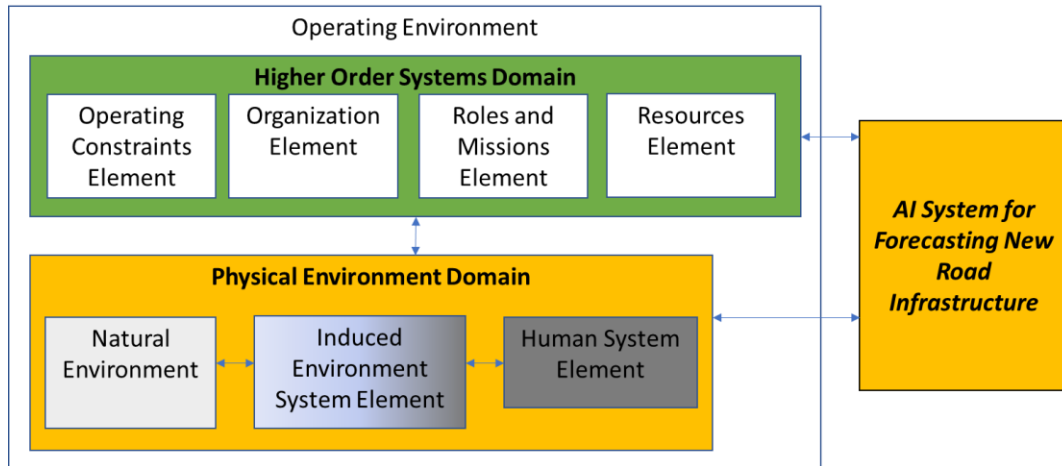 Operating Environment
Higher Order Systems Domain
Operating
Constraints
Element
Organization
Element
Roles and
Missions
Element
Resources
Element
AI System for
Forecasting New
Road
Infrastructure
Physical Environment Domain
Natural
Environment
Induced
Environment
System Element
Human System
Element